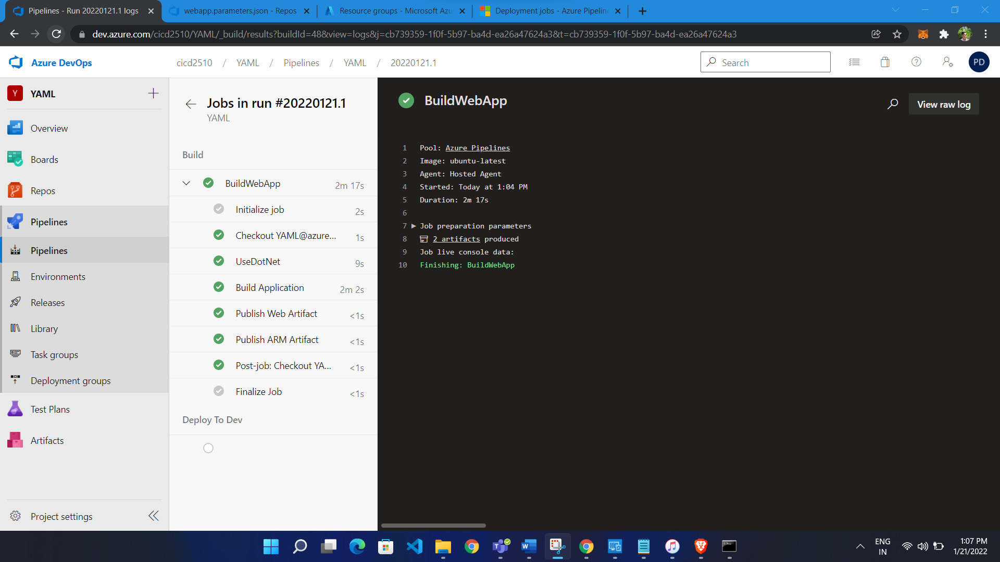 Pipelines - Run 20220121.1 logs
webapp.parameters.json - Repos
Resource groups - Microsoft Azu
Deployment jobs - Azure Pipeline
dev.azure.com/cicd2510/YAML/_build/results?buildId=48&view=logs&j=cb739359-1f0f-5b97-ba4d-ea26a47624a3&t=cb739359-1f0f-5b97-ba4d-ea26a47624a3
Azure DevOps
cicd2510 / YAML / Pipelines / YAML / 20220121.1
Search
PD
Y YAML
Overview
Boards
Repos
Pipelines
Pipelines
Environments
Releases
Library
Task groups
Deployment groups
Test Plans
Artifacts
Project settings
Jobs in run #20220121.1
YAML
Build
BuildWebApp 2m 17s
Initialize job 2s
Checkout YAML@azure... 1s
UseDotNet 9s
Build Application 2m 2s
Publish Web Artifact <1s
Publish ARM Artifact <1s
Post-job: Checkout YA... <1s
Finalize Job <1s
Deploy To Dev
BuildWebApp
View raw log
1 Pool: Azure Pipelines
2 Image: ubuntu-latest
3 Agent: Hosted Agent
4 Started: Today at 1:04 PM
5 Duration: 2m 17s
6
7 Job preparation parameters
8 2 artifacts produced
9 Job live console data:
10 Finishing: BuildWebApp
ENG
IN
1:07 PM
1/21/2022